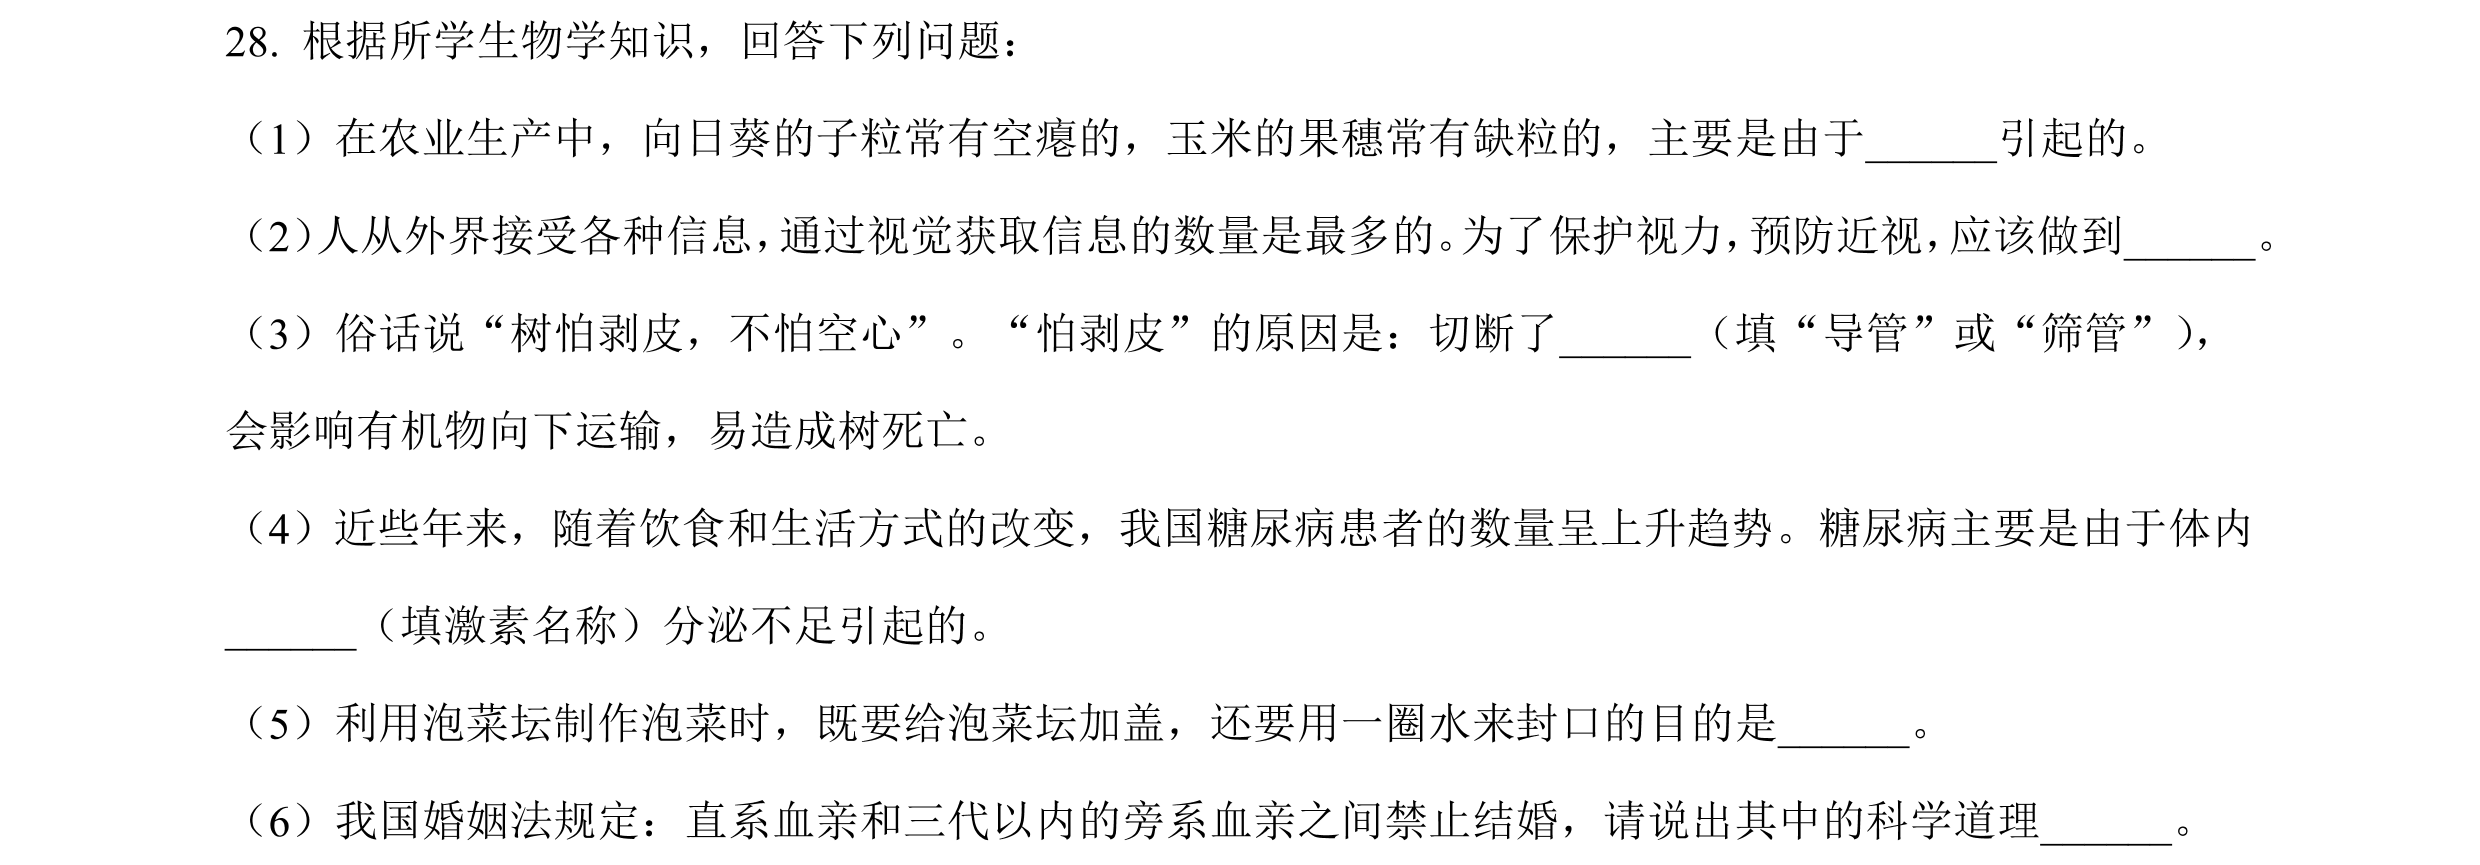 28. 根据所学生物学知识，回答下列问题：
（1）在农业生产中，向日葵的子粒常有空瘪的，玉米的果穗常有缺粒的，主要是由于______引起的。
（2）人从外界接受各种信息，通过视觉获取信息的数量是最多的。为了保护视力，预防近视，应该做到______。
（3）俗话说“树怕剥皮，不怕空心”。“怕剥皮”的原因是：切断了______（填“导管”或“筛管”），
会影响有机物向下运输，易造成树死亡。
（4）近些年来，随着饮食和生活方式的改变，我国糖尿病患者的数量呈上升趋势。糖尿病主要是由于体内
______（填激素名称）分泌不足引起的。
（5）利用泡菜坛制作泡菜时，既要给泡菜坛加盖，还要用一圈水来封口的目的是______。
（6）我国婚姻法规定：直系血亲和三代以内的旁系血亲之间禁止结婚，请说出其中的科学道理______。